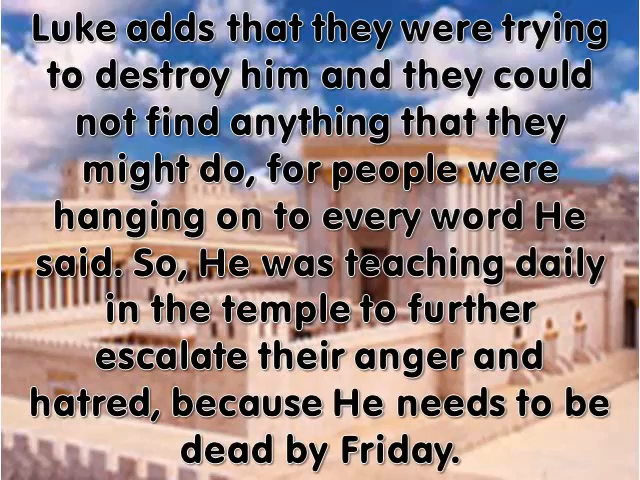 Luke adds that they were trying
to destroy him and they could
not find anything that they
might do, for people were
hanging on to every word He
said. So, He was teaching daily
in the temple to further
escalate their anger and
hatred, because He needs to be
dead by Friday.